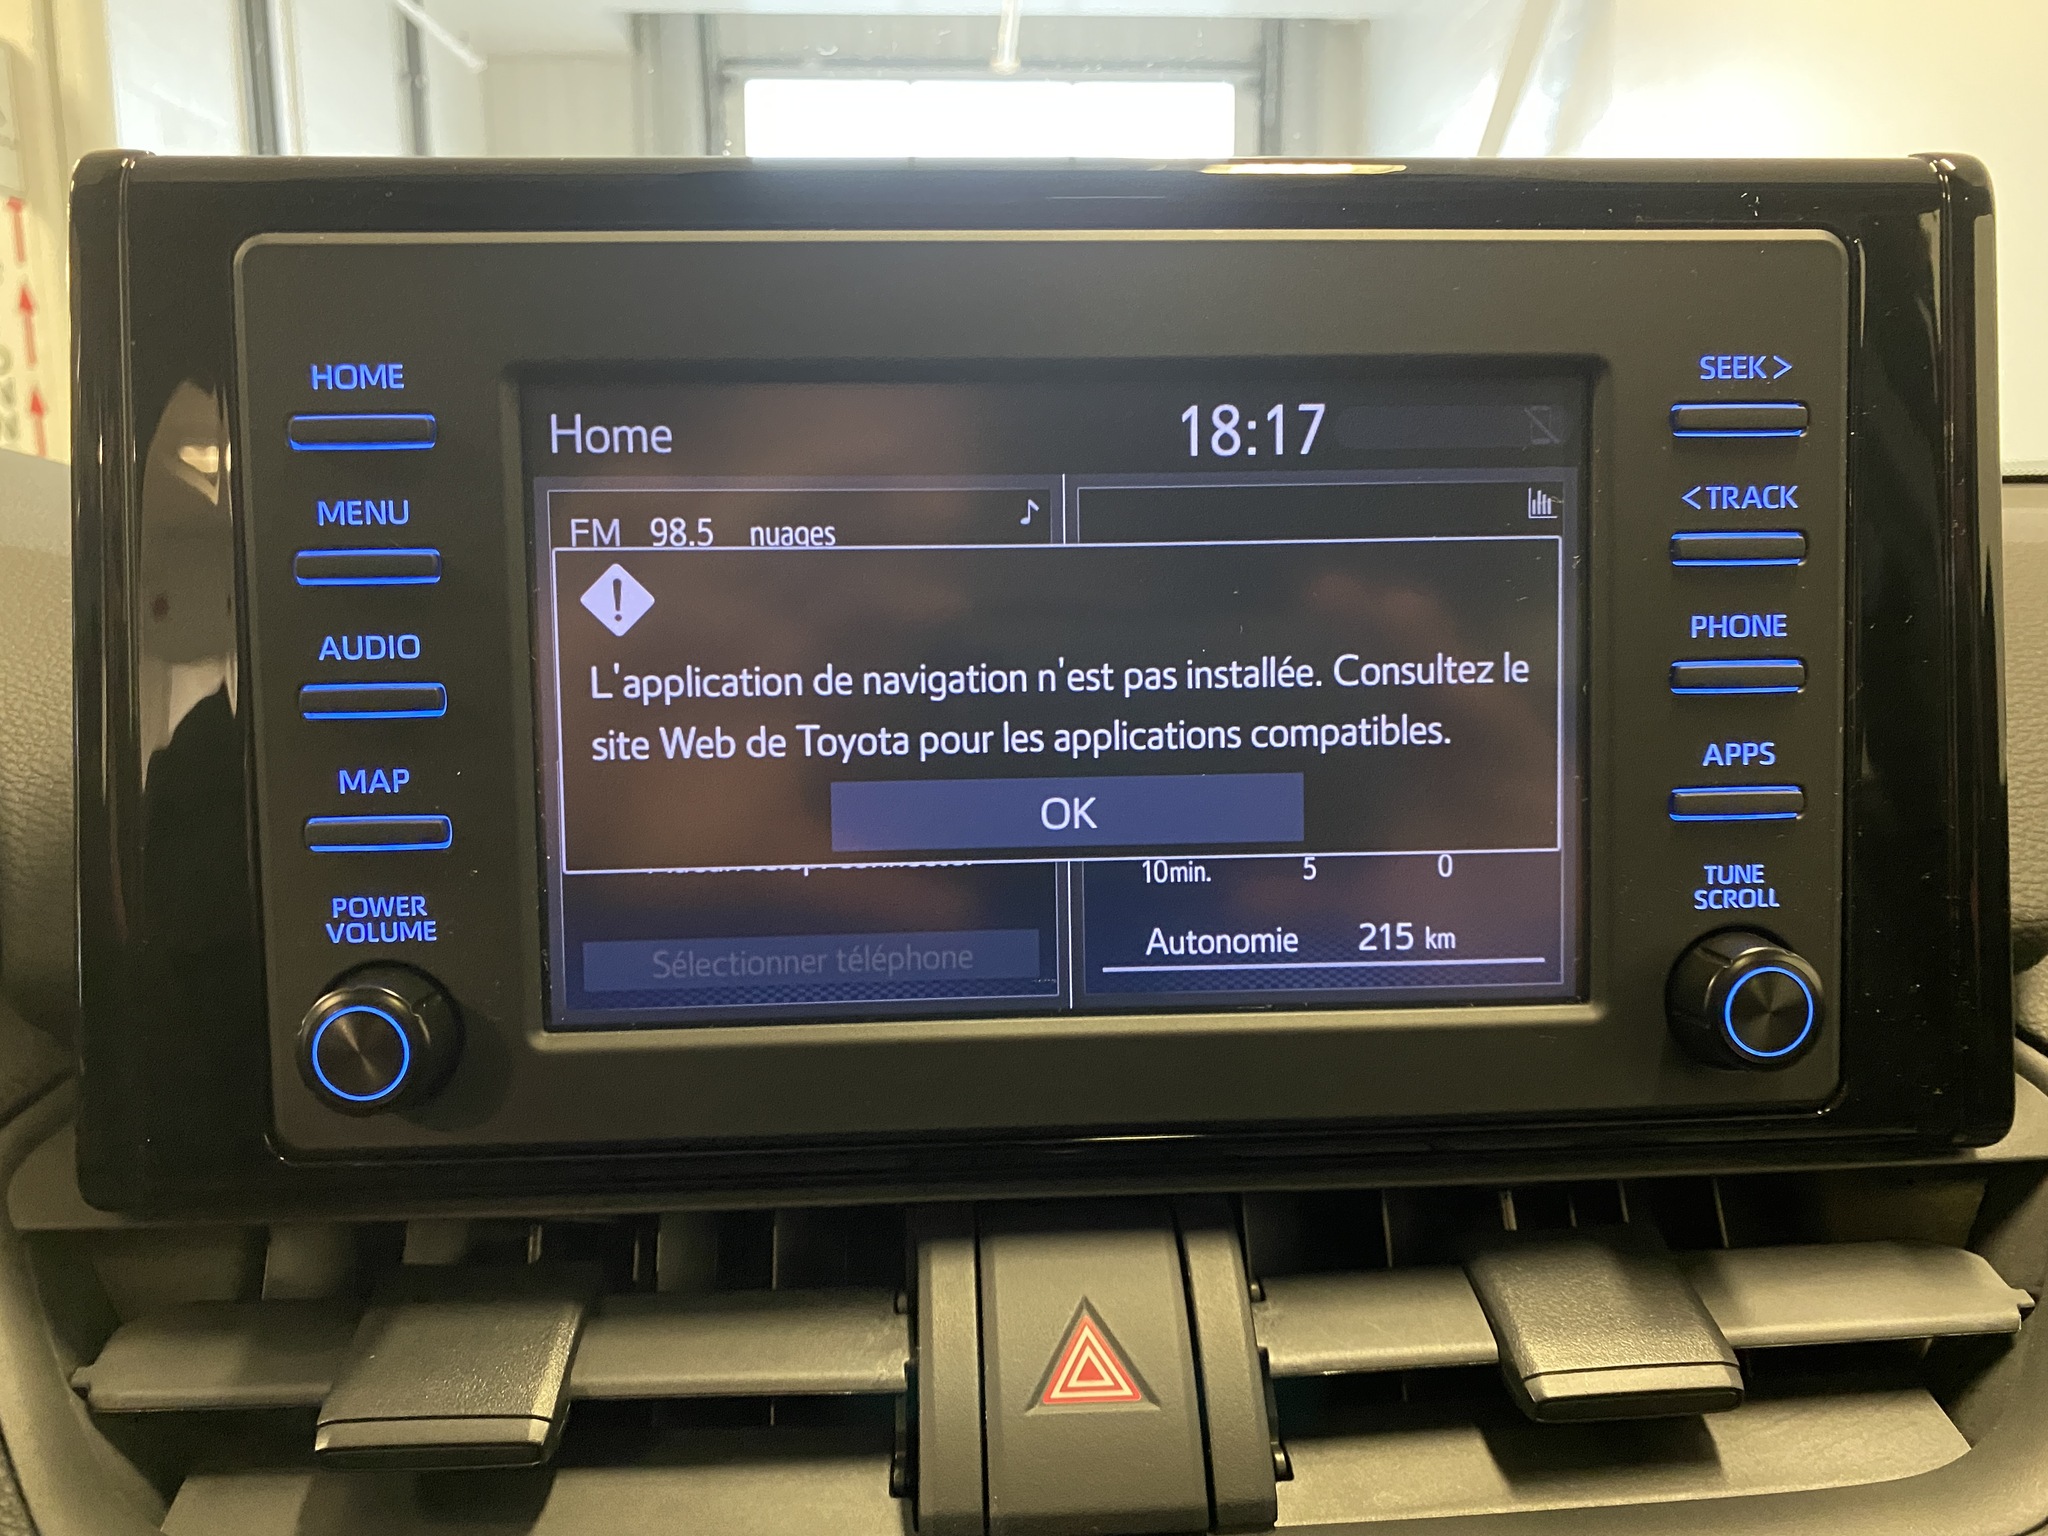 HOME
MENU
AUDIO
MAP
POWER
VOLUME
Home
18:17
FM 98.5 nuages
L'application de navigation n'est pas installée. Consultez le
site Web de Toyota pour les applications compatibles.
OK
10min. 5 0
Sélectionner téléphone
Autonomie 215 km
SEEK>
<TRACK
PHONE
APPS
TUNE
SCROLL